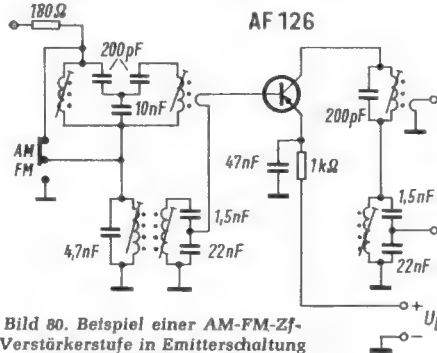 180Ω
AF 126
200pF
10nF
200pF
AM
FM
47nF
1kΩ
4,7nF
1,5nF
22nF
1,5nF
22nF
+
–
Bild 80. Beispiel einer AM-FM-Zf-
Verstärkerstufe in Emitterschaltung